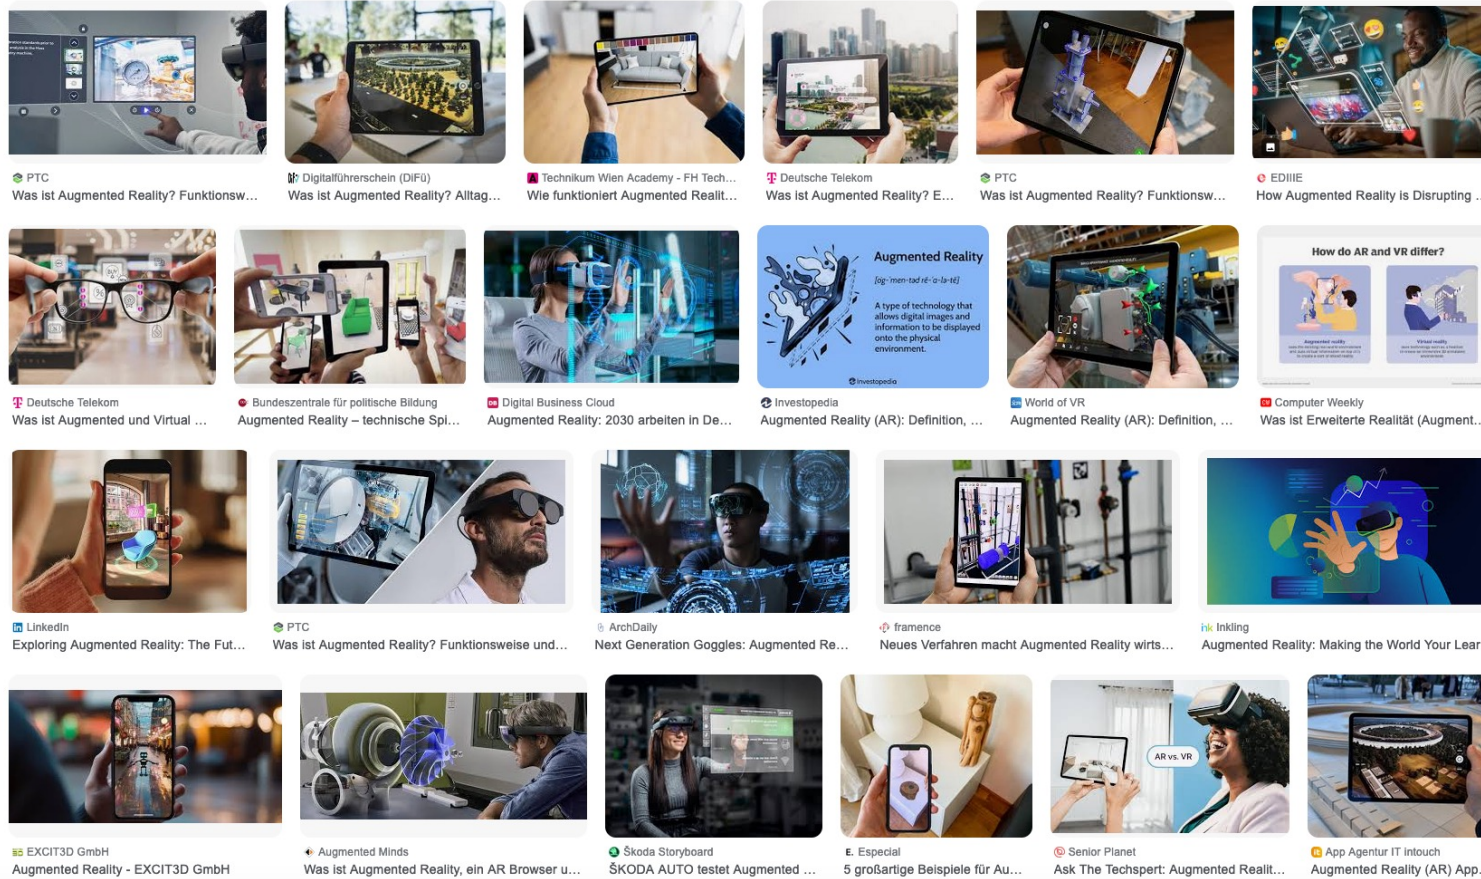 PTC
Was ist Augmented Reality? Funktionsw...
Digitalführerschein (DiFü)
Was ist Augmented Reality? Alltag...
Technikum Wien Academy - FH Tech...
Wie funktioniert Augmented Realit...
Deutsche Telekom
Was ist Augmented Reality? E...
PTC
Was ist Augmented Reality? Funktionsw...
EDIIIE
How Augmented Reality is Disrupting
Augmented Reality
A type of technology that
allows digital images and
information to be displayed
onto the physical
environment.
Investopedia
How do AR and VR differ?
Augmented reality
Virtual reality
Deutsche Telekom
Was ist Augmented und Virtual ...
Bundeszentrale für politische Bildung
Augmented Reality – technische Spi...
DB Digital Business Cloud
Augmented Reality: 2030 arbeiten in De...
Investopedia
Augmented Reality (AR): Definition, ...
World of VR
Augmented Reality (AR): Definition, ...
CW Computer Weekly
Was ist Erweiterte Realität (Augment...
in LinkedIn
Exploring Augmented Reality: The Fut...
PTC
Was ist Augmented Reality? Funktionsweise und...
ArchDaily
Next Generation Goggles: Augmented Re...
framence
Neues Verfahren macht Augmented Reality wirts...
ink Inkling
Augmented Reality: Making the World Your Lear
AR vs. VR
EXCIT3D GmbH
Augmented Reality - EXCIT3D GmbH
Augmented Minds
Was ist Augmented Reality, ein AR Browser u...
Škoda Storyboard
ŠKODA AUTO testet Augmented ...
E. Especial
5 großartige Beispiele für Au...
Senior Planet
Ask The Techspert: Augmented Realit...
it App Agentur IT intouch
Augmented Reality (AR) App